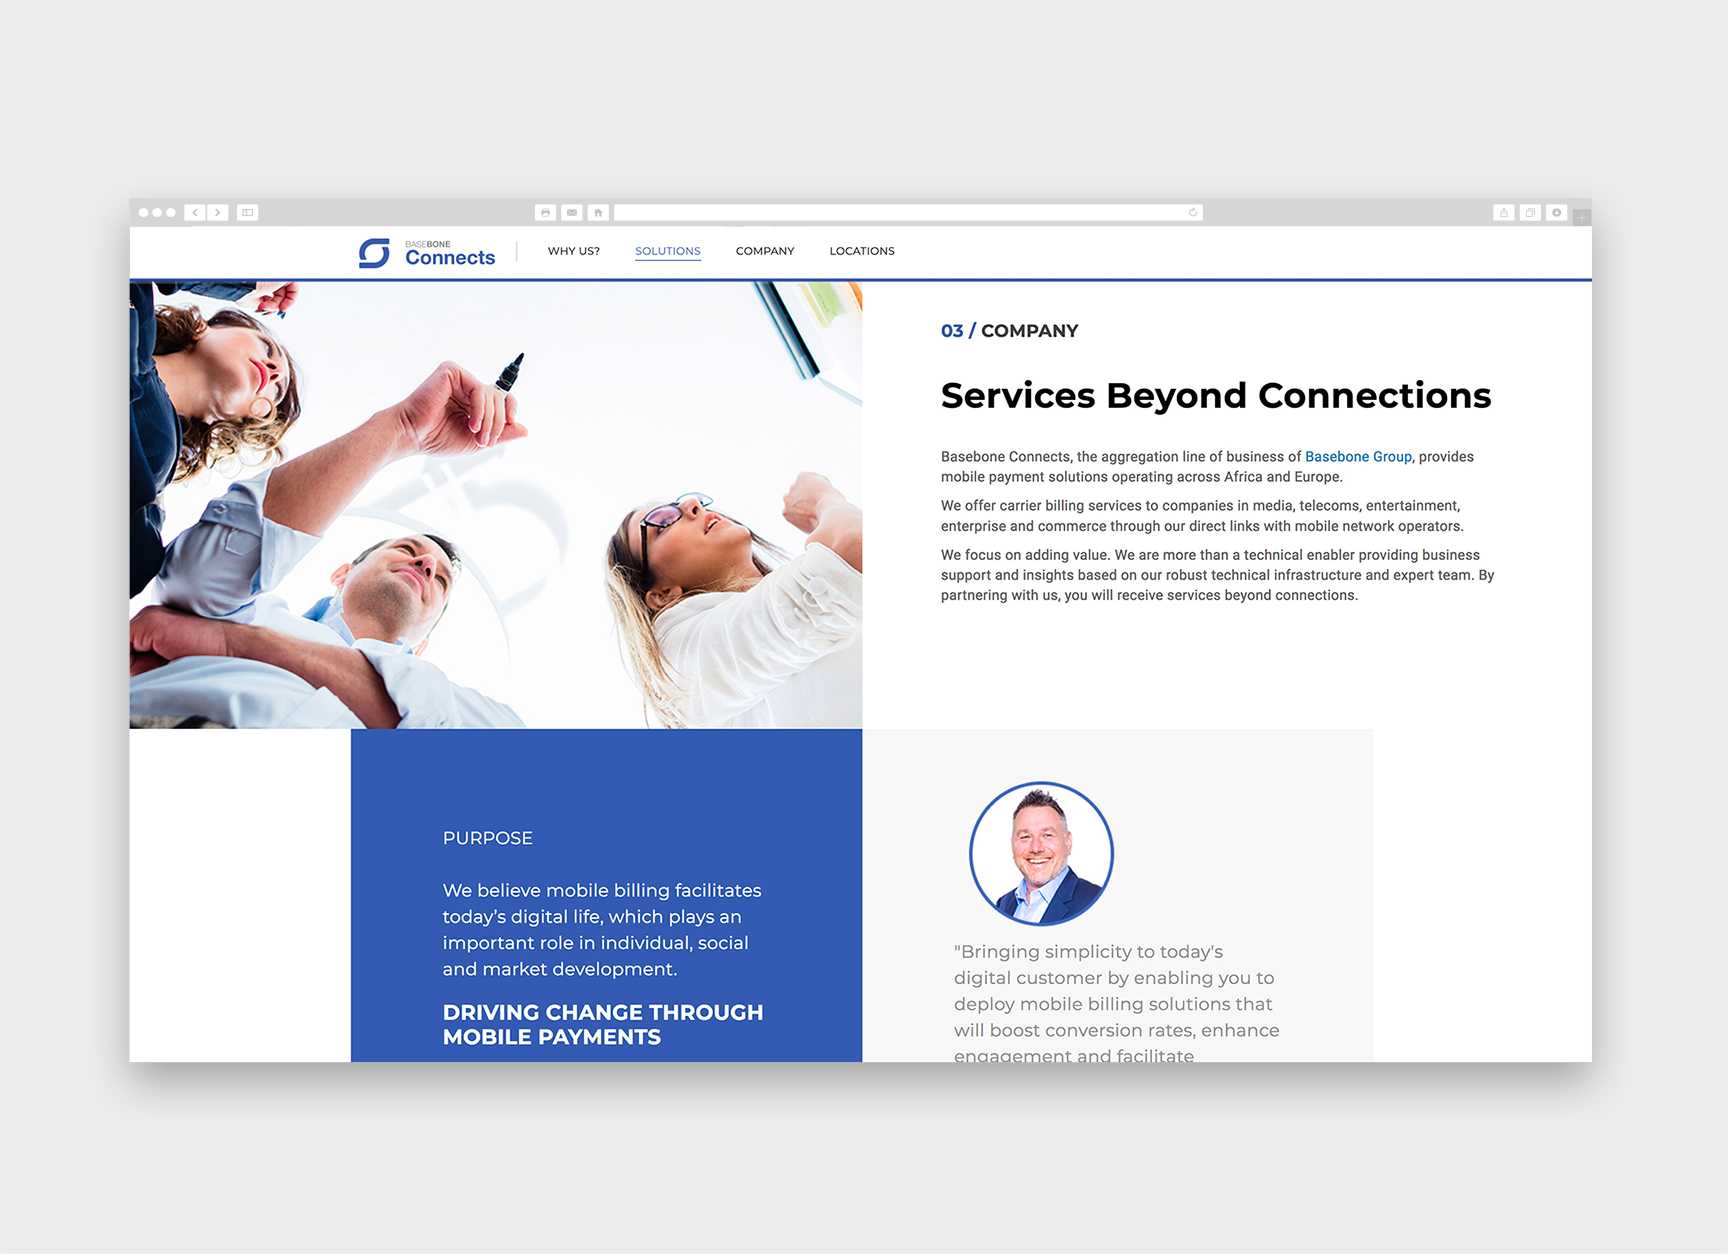 BASEBONE
Connects
WHY US?
SOLUTIONS
COMPANY
LOCATIONS
03 / COMPANY
Services Beyond Connections
Basebone Connects, the aggregation line of business of Basebone Group, provides
mobile payment solutions operating across Africa and Europe.
We offer carrier billing services to companies in media, telecoms, entertainment,
enterprise and commerce through our direct links with mobile network operators.
We focus on adding value. We are more than a technical enabler providing business
support and insights based on our robust technical infrastructure and expert team. By
partnering with us, you will receive services beyond connections.
PURPOSE
We believe mobile billing facilitates
today's digital life, which plays an
important role in individual, social
and market development.
DRIVING CHANGE THROUGH
MOBILE PAYMENTS
"Bringing simplicity to today's
digital customer by enabling you to
deploy mobile billing solutions that
will boost conversion rates, enhance
engagement and facilitate